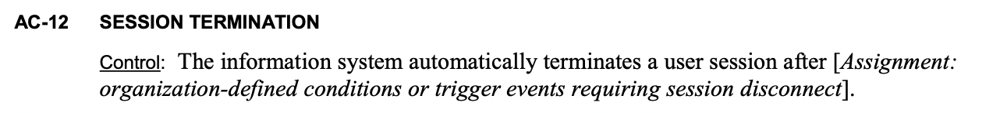 AC-12 SESSION TERMINATION
Control: The information system automatically terminates a user session after [Assignment:
organization-defined conditions or trigger events requiring session disconnect].